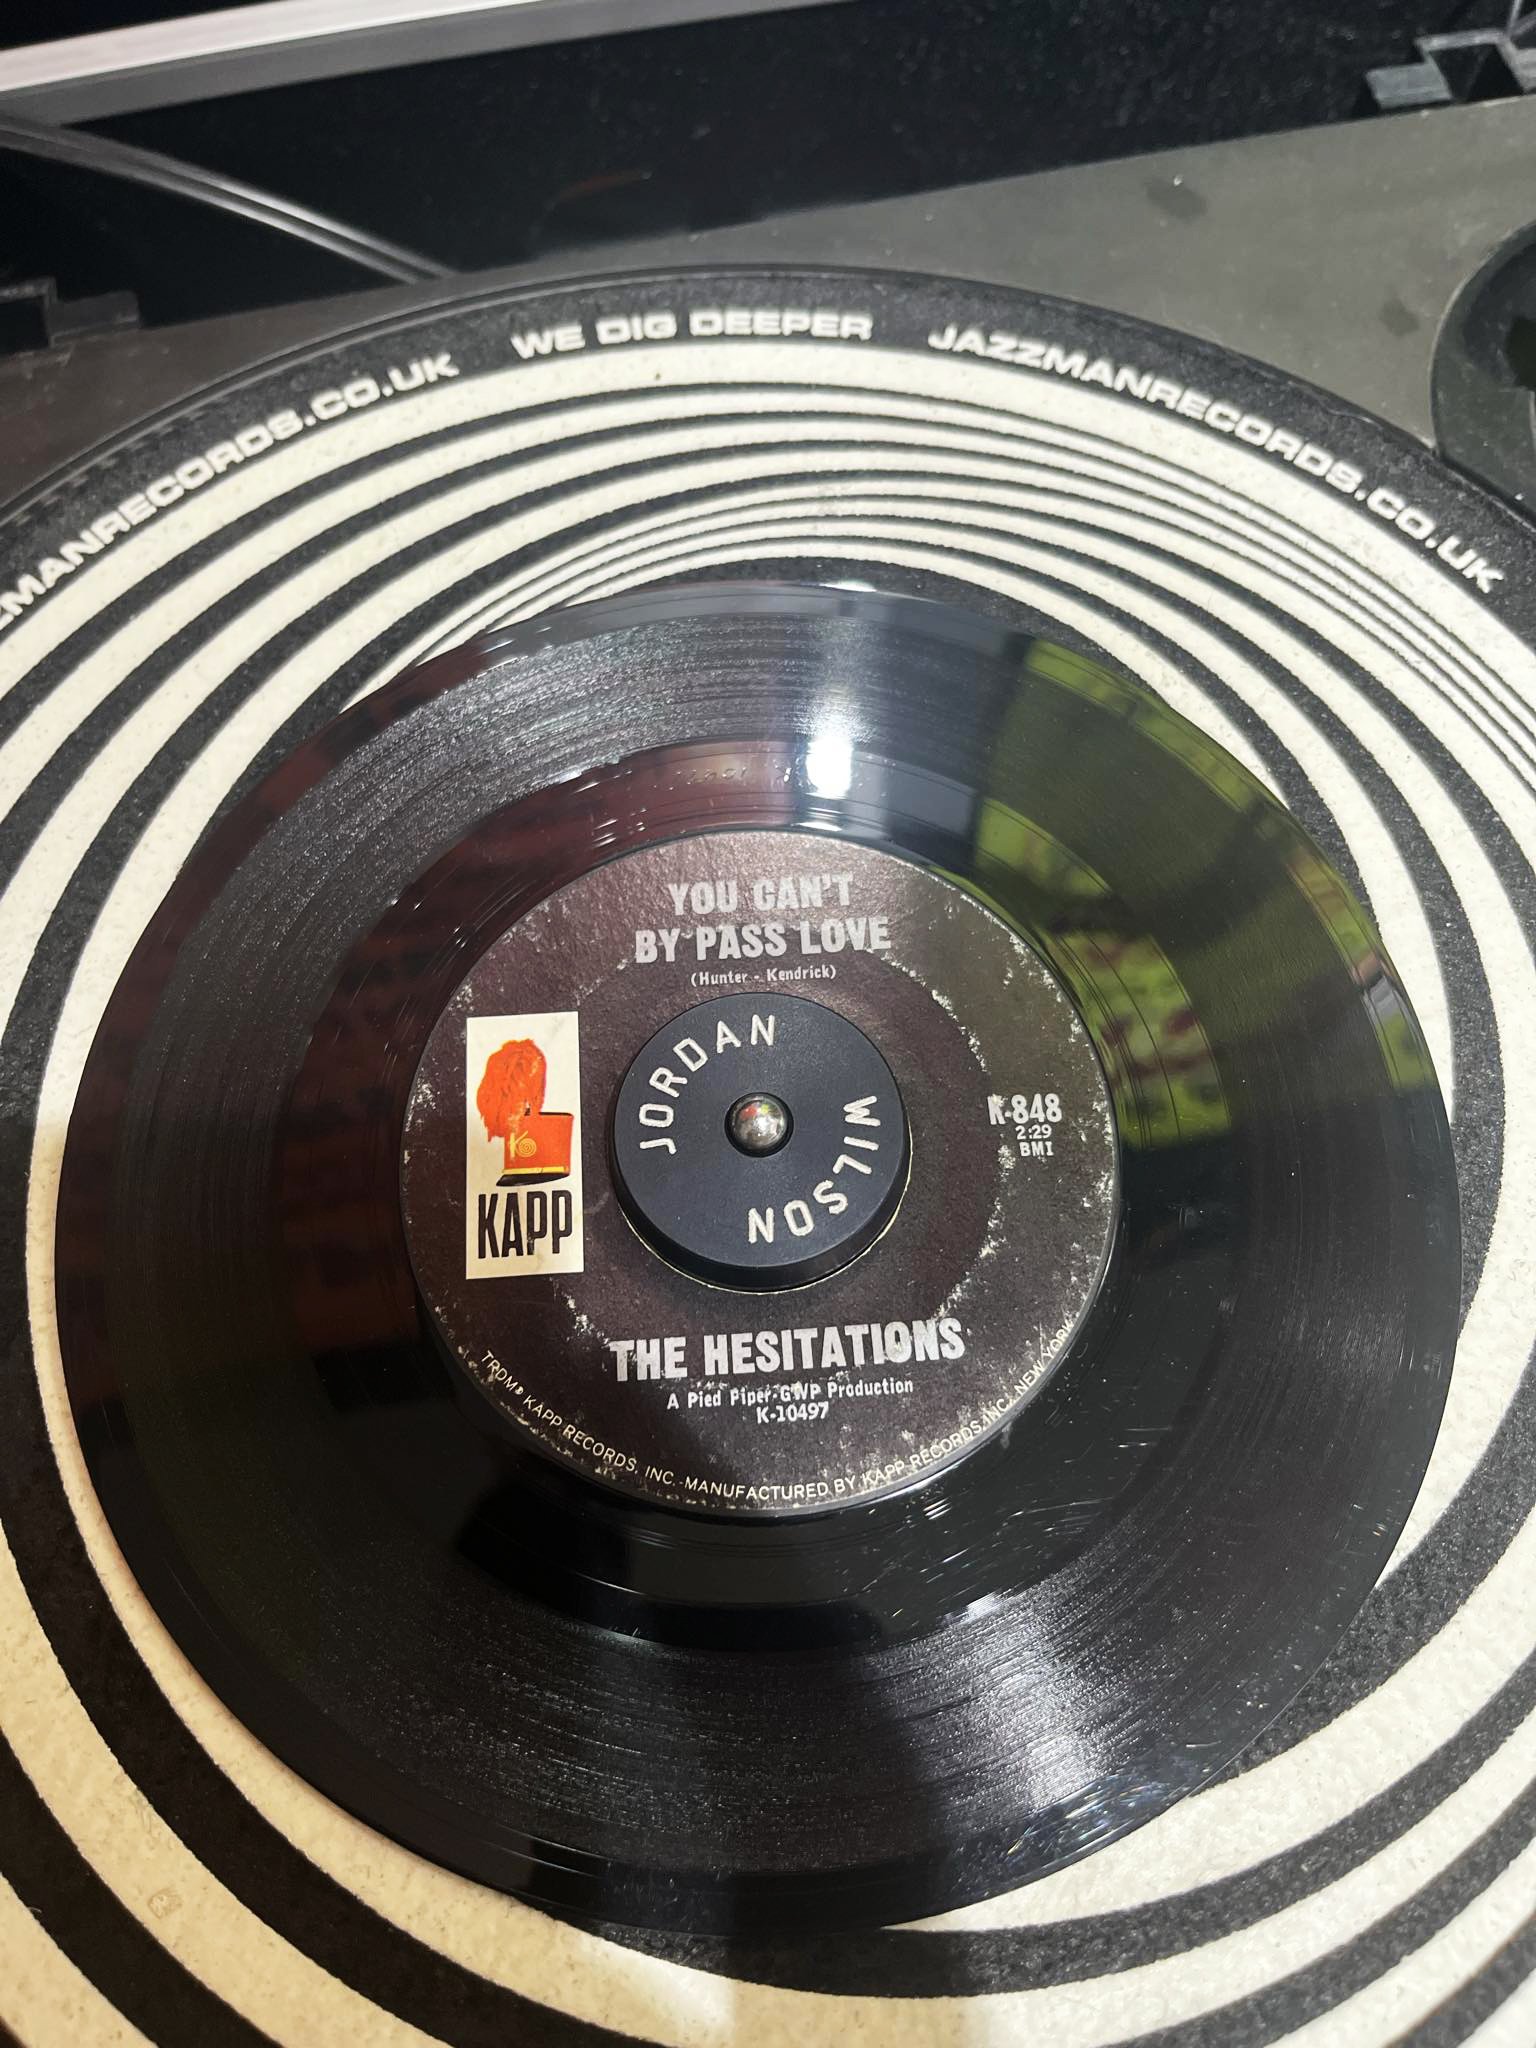 JAZZMANRECORDS.CO.UK WE DIG DEEPER JAZZMANRECORDS.CO.UK
YOU CAN'T
BY-PASS LOVE
(Hunter - Kendrick)
JORDAN
WILSON
K
KAPP
K-848
2:29
BMI
THE HESITATIONS
A Pied Piper-GWP Production
K-10497
TRDM® KAPP RECORDS, INC.-MANUFACTURED BY KAPP RECORDS, INC. NEW YORK